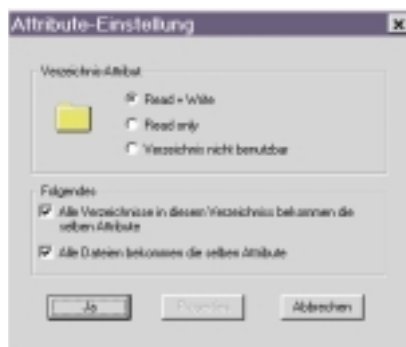 Attribute-Einstellung
Verzeichnis-Attribut
Read + Write
Read only
Verzeichnis nicht benutzbar
Folgendes
Alle Verzeichnisse in diesem Verzeichniss bekommen die
selben Attribute
Alle Dateien bekommen die selben Attribute
Ja
Abbrechen